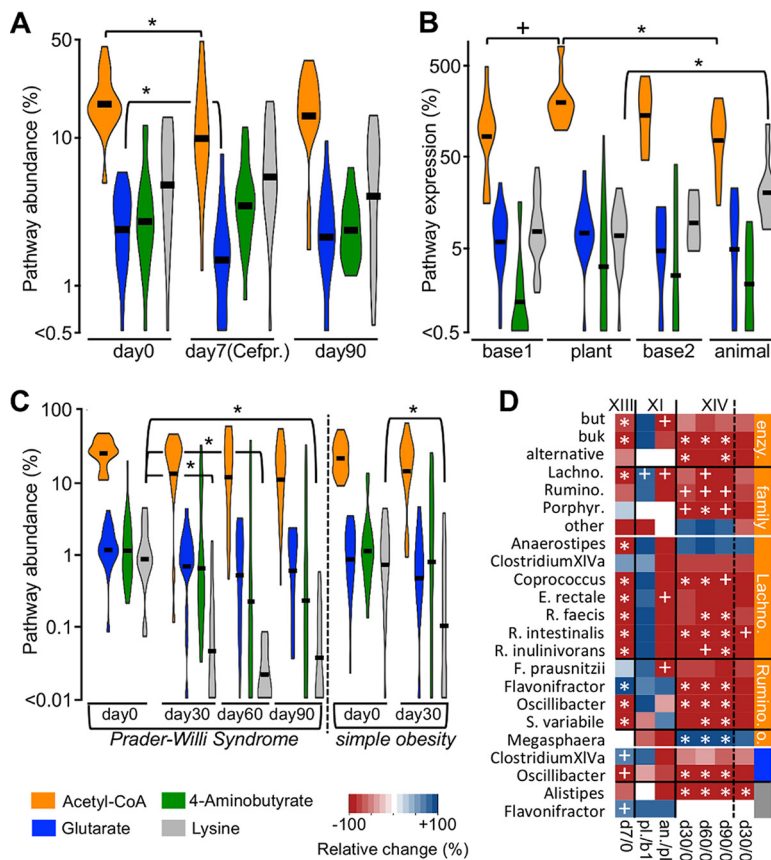 A
Pathway abundance (%)
50
10
1
<0.5
*
*
day0
day7(Cefpr.)
day90
B
Pathway expression (%)
500
50
5
<0.5
+
*
*
base1
plant
base2
animal
C
Pathway abundance (%)
100
10
1
0.1
<0.01
*
*
*
*
day0
day30
day60
day90
day0
day30
Prader-Willi Syndrome
simple obesity
D
XIII XI XIV
but * +
buk * * * *
alternative * *
Lachno. * + + +
Rumino. + + +
Porphyr. + * +
other
Anaerostipes *
ClostridiumXIVa
Coprococcus * * * +
E. rectale * +
R. faecis * * *
R. intestinalis * * * * +
R. inulinivorans * + *
F. prausnitzii +
Flavonifractor * * * *
Oscillibacter * * * *
S. variabile * * * *
Megasphaera * * *
ClostridiumXIVa +
Oscillibacter + * * *
Alistipes * * * *
Flavonifractor +
enzy.
family
Lachno.
Rumino.
o.
d7/0
pl./b1
an./pl
d30/0
d60/0
d90/0
d30/0
Acetyl-CoA
4-Aminobutyrate
Glutarate
Lysine
-100 +100
Relative change (%)